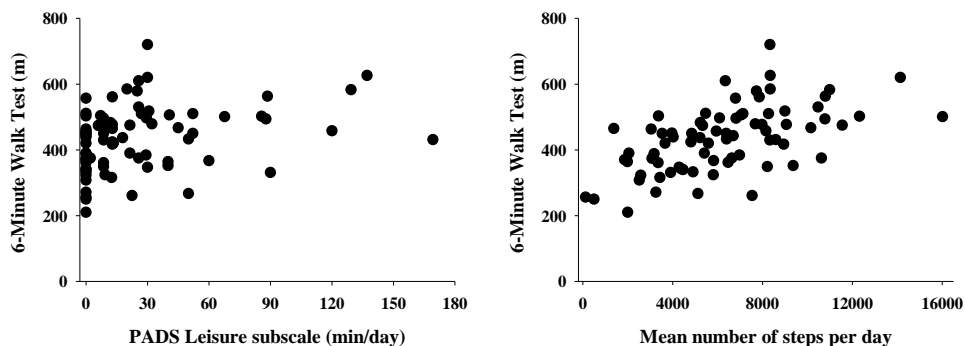 800
600
400
200
0
6-Minute Walk Test (m)
0 30 60 90 120 150 180
PADS Leisure subscale (min/day)
800
600
400
200
0
6-Minute Walk Test (m)
0 4000 8000 12000 16000
Mean number of steps per day